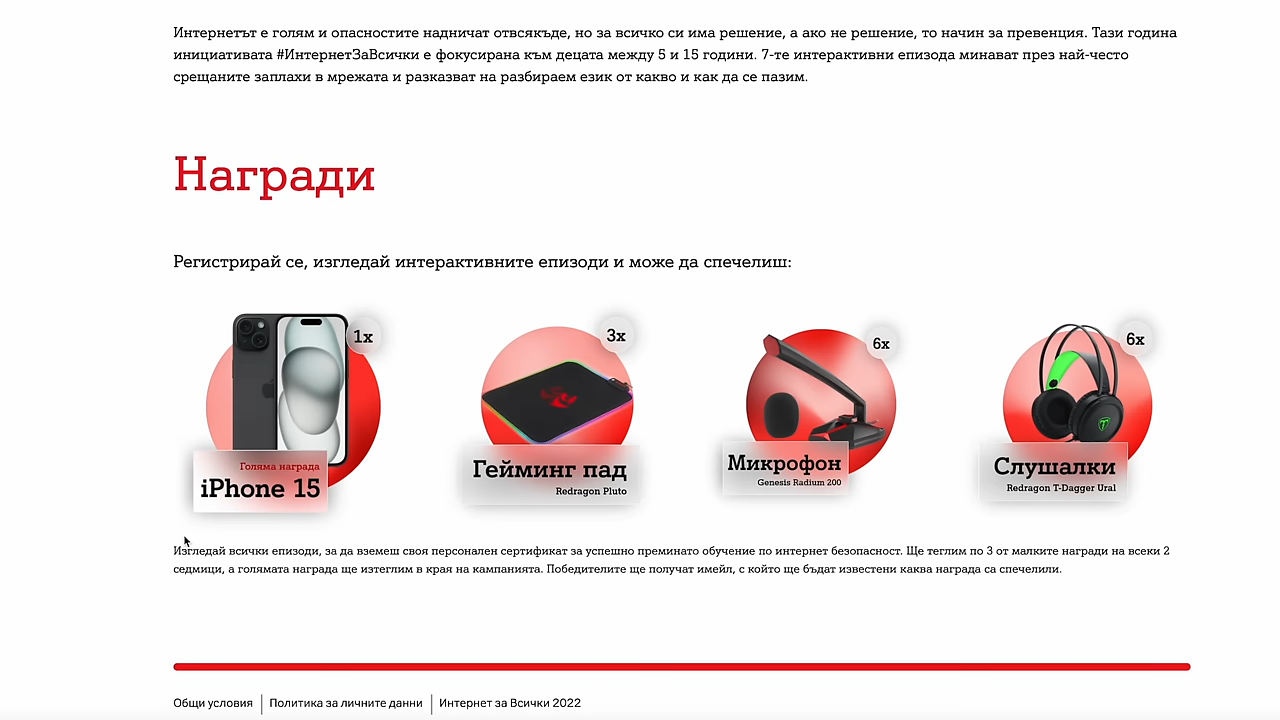 Интернетът е голям и опасностите надничат отвсякъде, но за всичко си има решение, а ако не решение, то начин за превенция. Тази година
инициативата #ИнтернетЗаВсички е фокусирана към децата между 5 и 15 години. 7-те интерактивни епизода минават през най-често
срещаните заплахи в мрежата и разказват на разбираем език от какво и как да се пазим.
Награди
Регистрирай се, изгледай интерактивните епизоди и може да спечелиш:
1x
Голяма награда
iPhone 15
3x
Гейминг пад
Redragon Pluto
6x
Микрофон
Genesis Radium 200
6x
Слушалки
Redragon T-Dagger Ural
Изгледай всички епизоди, за да вземеш своя персонален сертификат за успешно преминато обучение по интернет безопасност. Ще теглим по 3 от малките награди на всеки 2
седмици, а голямата награда ще изтеглим в края на кампанията. Победителите ще получат имейл, с който ще бъдат известени каква награда са спечелили.
Общи условия
Политика за личните данни
Интернет за Всички 2022